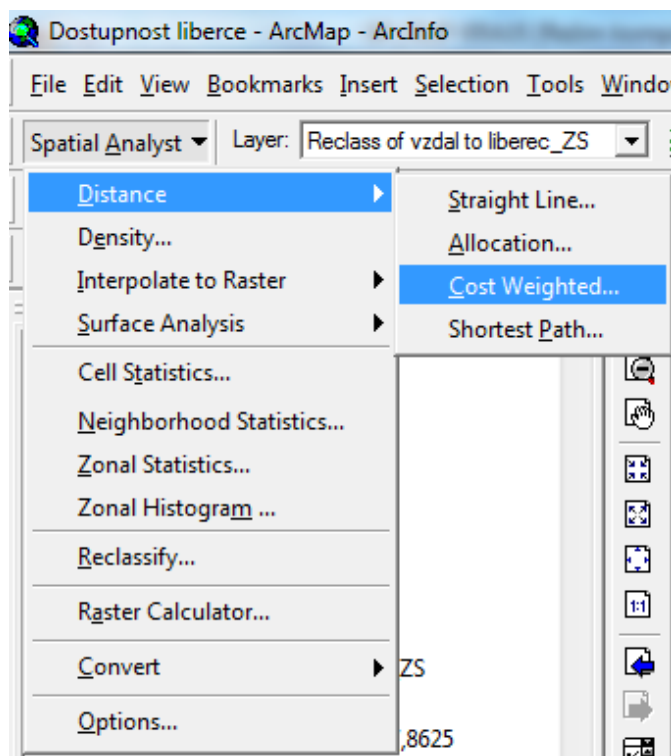 Dostupnost liberce - ArcMap - ArcInfo
File Edit View Bookmarks Insert Selection Tools Windo
Spatial Analyst Layer: Reclass of vzdal to liberec_ZS
Distance
Straight Line...
Density...
Allocation...
Interpolate to Raster
Cost Weighted...
Surface Analysis
Shortest Path...
Cell Statistics...
Neighborhood Statistics...
Zonal Statistics...
Zonal Histogram ...
Reclassify...
1:1
Raster Calculator...
Convert
ZS
Options...
,8625